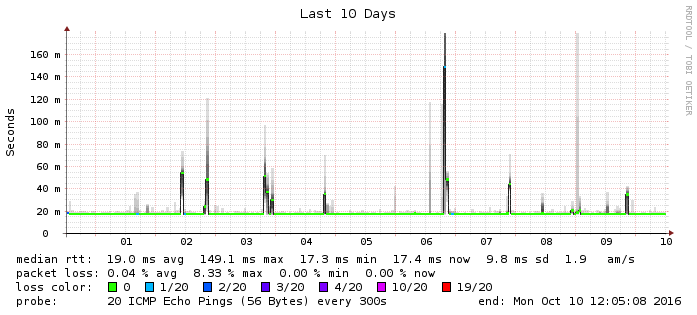 Last 10 Days
RRDTOOL / TOBI OETIKER
Seconds
160 m
140 m
120 m
100 m
80 m
60 m
40 m
20 m
0
01 02 03 04 05 06 07 08 09 10
median rtt: 19.0 ms avg 149.1 ms max 17.3 ms min 17.4 ms now 9.8 ms sd 1.9 am/s
packet loss: 0.04 % avg 8.33 % max 0.00 % min 0.00 % now
loss color: 0 1/20 2/20 3/20 4/20 10/20 19/20
probe: 20 ICMP Echo Pings (56 Bytes) every 300s end: Mon Oct 10 12:05:08 2016